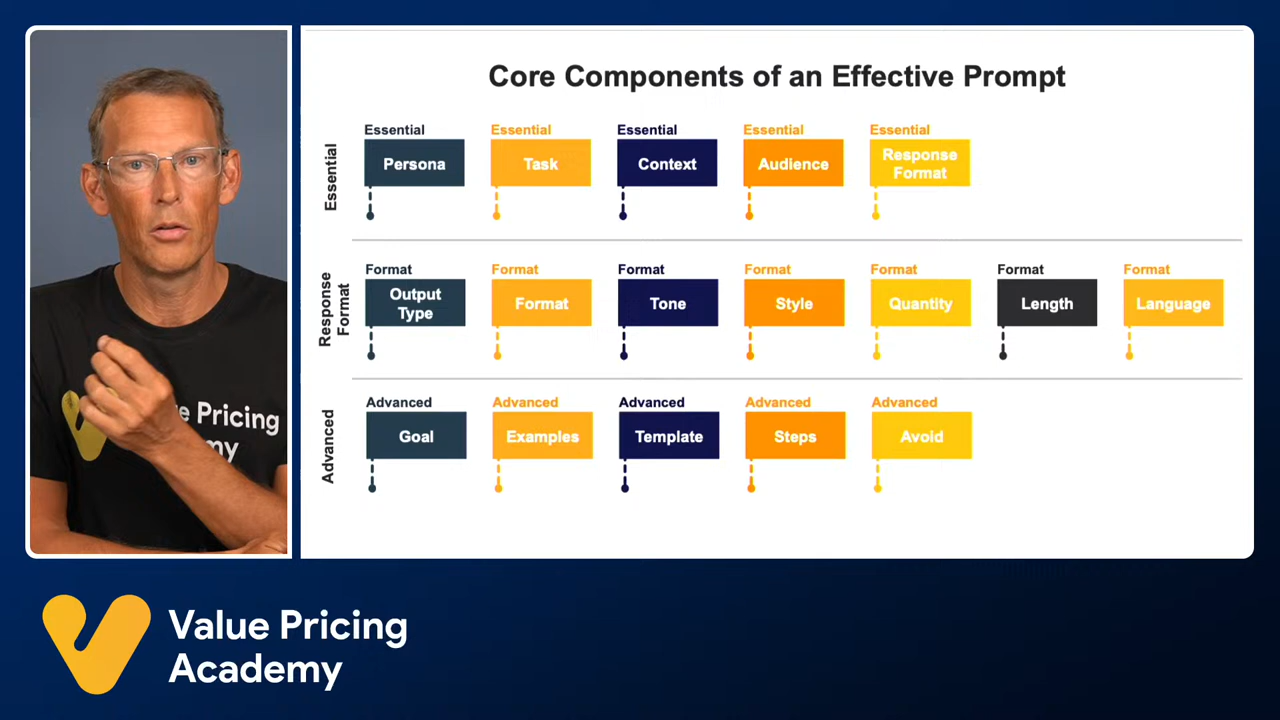 Core Components of an Effective Prompt
Essential
Essential
Essential
Essential
Essential
Essential
Persona
Task
Context
Audience
Response
Format
Response
Format
Format
Format
Format
Format
Format
Format
Format
Output
Type
Format
Tone
Style
Quantity
Length
Language
Advanced
Advanced
Advanced
Advanced
Advanced
Advanced
Goal
Examples
Template
Steps
Avoid
Pricing
Value Pricing
Academy